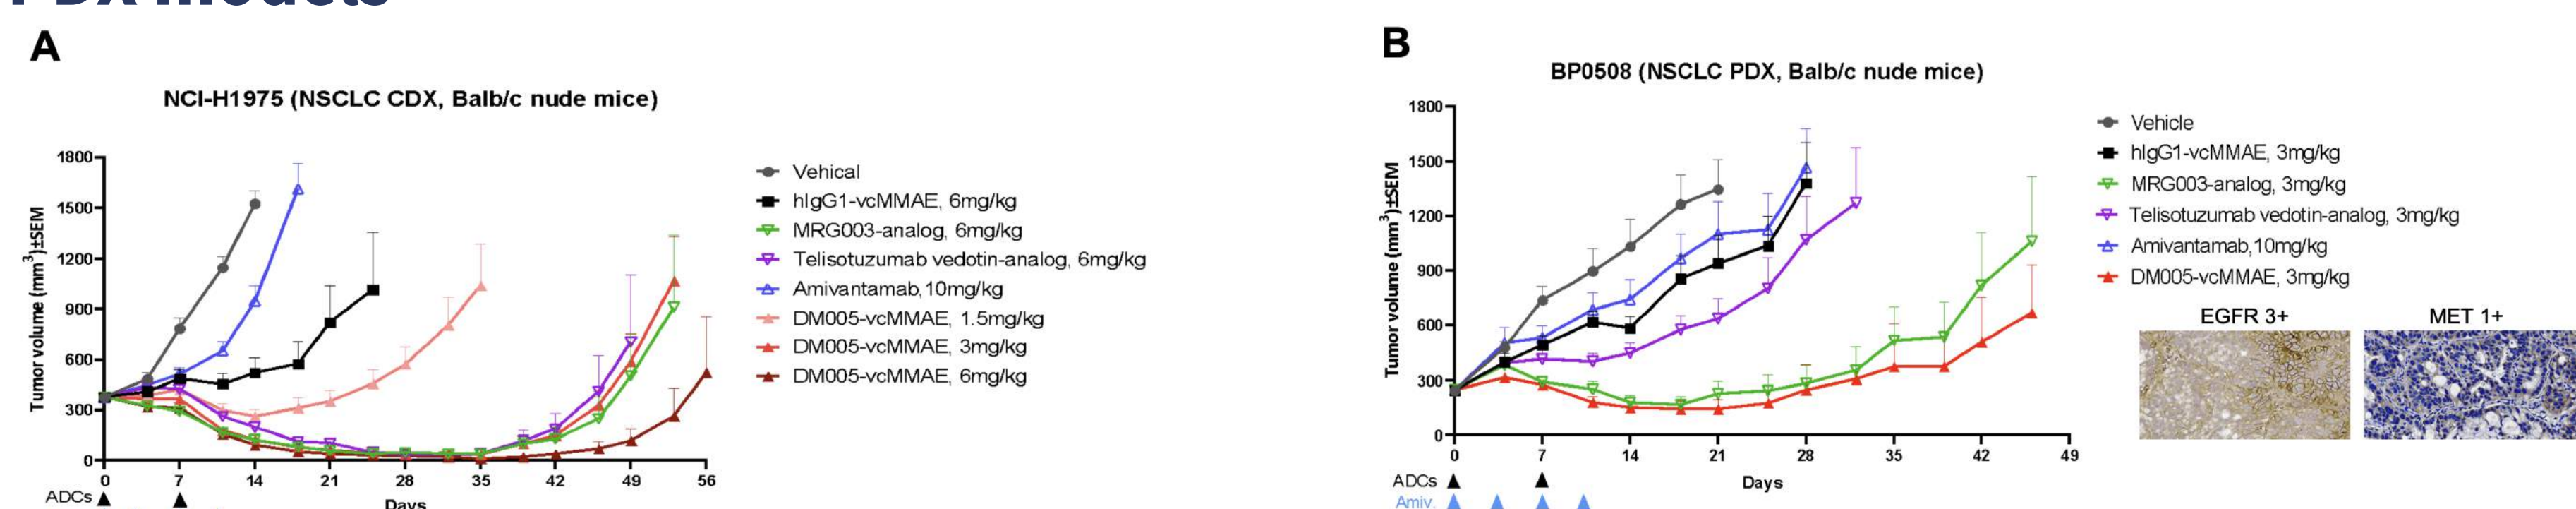 PDX models
A
NCI-H1975 (NSCLC CDX, Balb/c nude mice)
Tumor volume (mm³)±SEM
1800
1500
1200
900
600
300
0
0 7 14 21 28 35 42 49 56
ADCs
Days
Vehical
hIgG1-vcMMAE, 6mg/kg
MRG003-analog, 6mg/kg
Telisotuzumab vedotin-analog, 6mg/kg
Amivantamab,10mg/kg
DM005-vcMMAE, 1.5mg/kg
DM005-vcMMAE, 3mg/kg
DM005-vcMMAE, 6mg/kg
B
BP0508 (NSCLC PDX, Balb/c nude mice)
Tumor volume (mm³)±SEM
1800
1500
1200
900
600
300
0
0 7 14 21 28 35 42 49
ADCs
Days
Amiv.
Vehicle
hIgG1-vcMMAE, 3mg/kg
MRG003-analog, 3mg/kg
Telisotuzumab vedotin-analog, 3mg/kg
Amivantamab,10mg/kg
DM005-vcMMAE, 3mg/kg
EGFR 3+ MET 1+